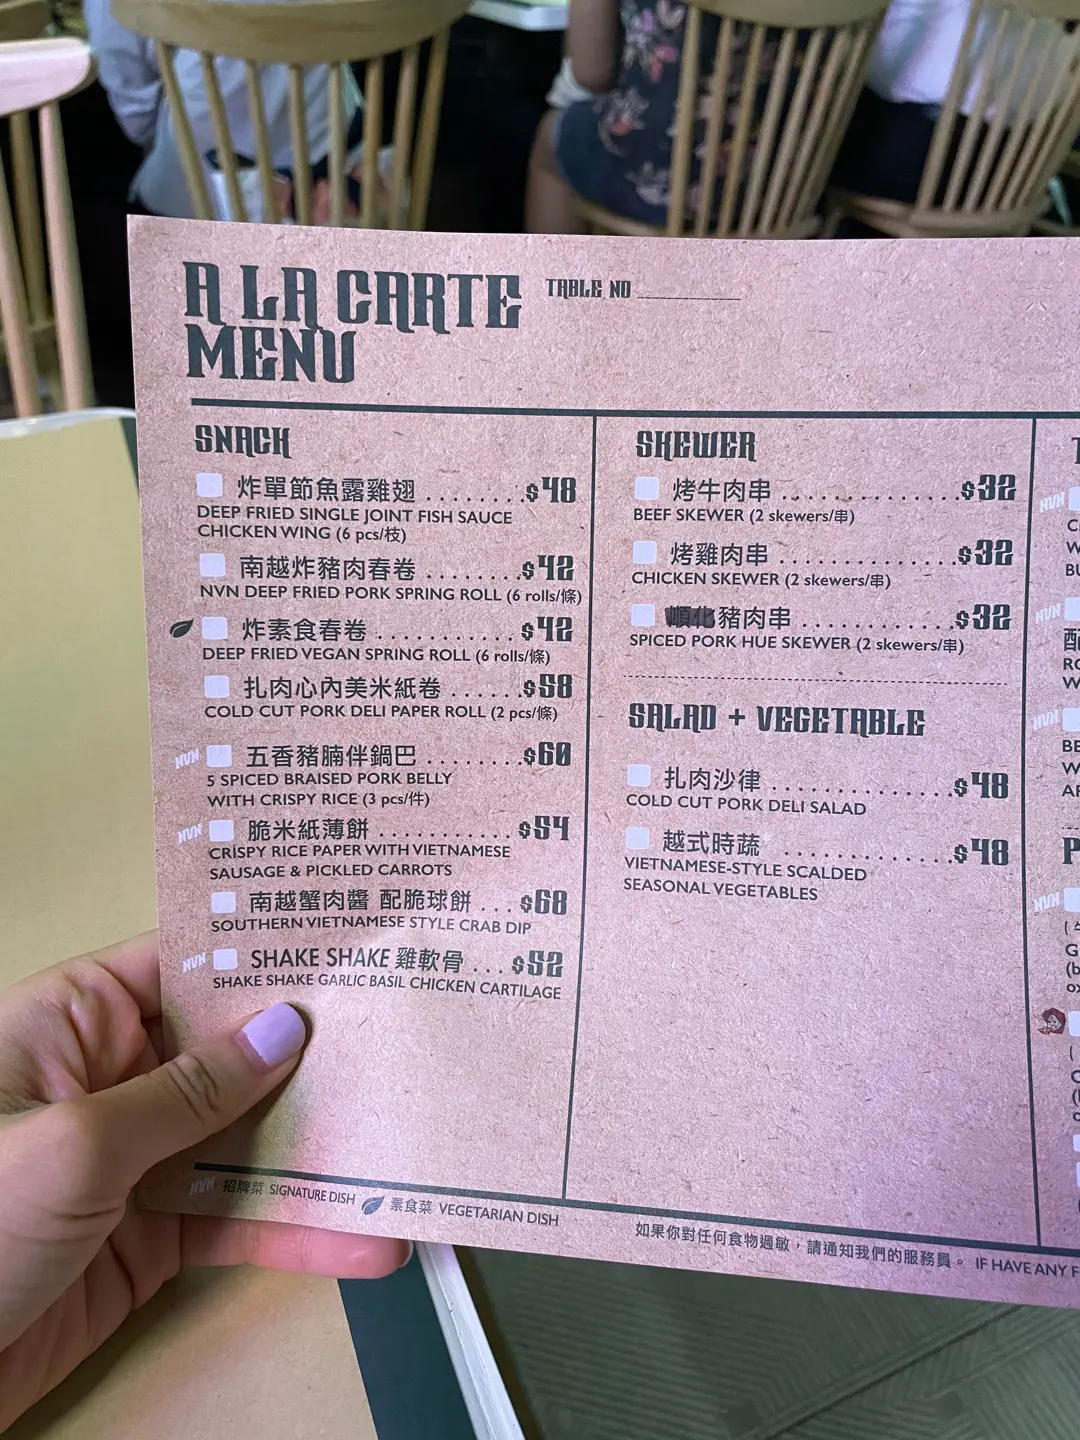 A LA CARTE
MENU
TABLE NO
SNACK
炸單節魚露雞翅 ........ $48
DEEP FRIED SINGLE JOINT FISH SAUCE
CHICKEN WING (6 pcs/枝)
南越炸豬肉春卷 ........ $42
NVN DEEP FRIED PORK SPRING ROLL (6 rolls/條)
炸素食春卷 ............ $42
DEEP FRIED VEGAN SPRING ROLL (6 rolls/條)
扎肉心內美米紙卷 ...... $58
COLD CUT PORK DELI PAPER ROLL (2 pcs/條)
NVN 五香豬腩伴鍋巴 ........ $60
5 SPICED BRAISED PORK BELLY
WITH CRISPY RICE (3 pcs/件)
NVN 脆米紙薄餅 ............ $54
CRISPY RICE PAPER WITH VIETNAMESE
SAUSAGE & PICKLED CARROTS
南越蟹肉醬 配脆球餅 ... $68
SOUTHERN VIETNAMESE STYLE CRAB DIP
NVN SHAKE SHAKE 雞軟骨 ... $52
SHAKE SHAKE GARLIC BASIL CHICKEN CARTILAGE
SKEWER
烤牛肉串 ................ $32
BEEF SKEWER (2 skewers/串)
烤雞肉串 ................ $32
CHICKEN SKEWER (2 skewers/串)
豬肉串 ............... $32
SPICED PORK HUE SKEWER (2 skewers/串)
SALAD + VEGETABLE
扎肉沙律 ................ $48
COLD CUT PORK DELI SALAD
越式時蔬 ................ $48
VIETNAMESE-STYLE SCALDED
SEASONAL VEGETABLES
NVN
NVN
配
NVN
NVN
NVN 招牌菜 SIGNATURE DISH 素食菜 VEGETARIAN DISH
如果你對任何食物過敏，請通知我們的服務員。 IF HAVE ANY F